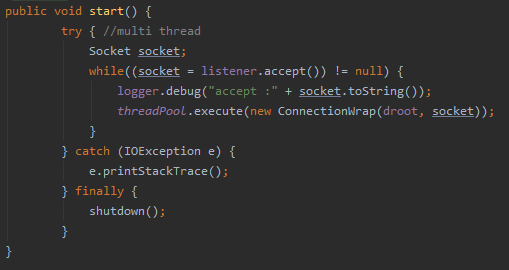 public void start() {
try { //multi thread
Socket socket;
while((socket = listener.accept()) != null) {
logger.debug("accept :" + socket.toString());
threadPool.execute(new ConnectionWrap(droot, socket));
}
} catch (IOException e) {
e.printStackTrace();
} finally {
shutdown();
}
}